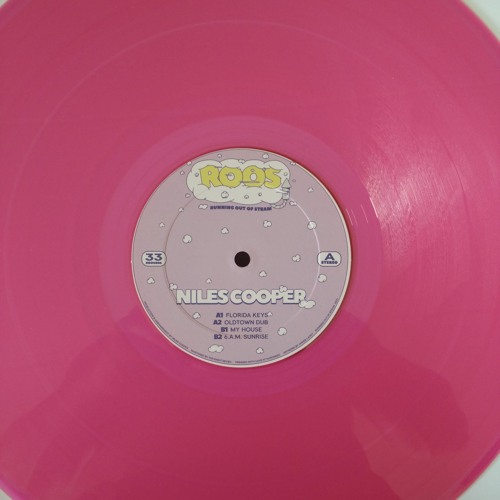 ROOS
RUNNING OUT OF STEAM
33
A
STEREO
NILES COOPER
A1 FLORIDA KEYS
A2 OLDTOWN DUB
B1 MY HOUSE
B2 6.A.M. SUNRISE